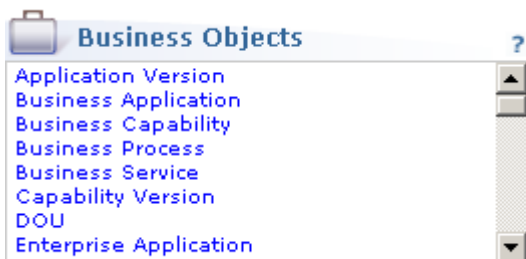 Business Objects
?
Application Version
Business Application
Business Capability
Business Process
Business Service
Capability Version
DOU
Enterprise Application